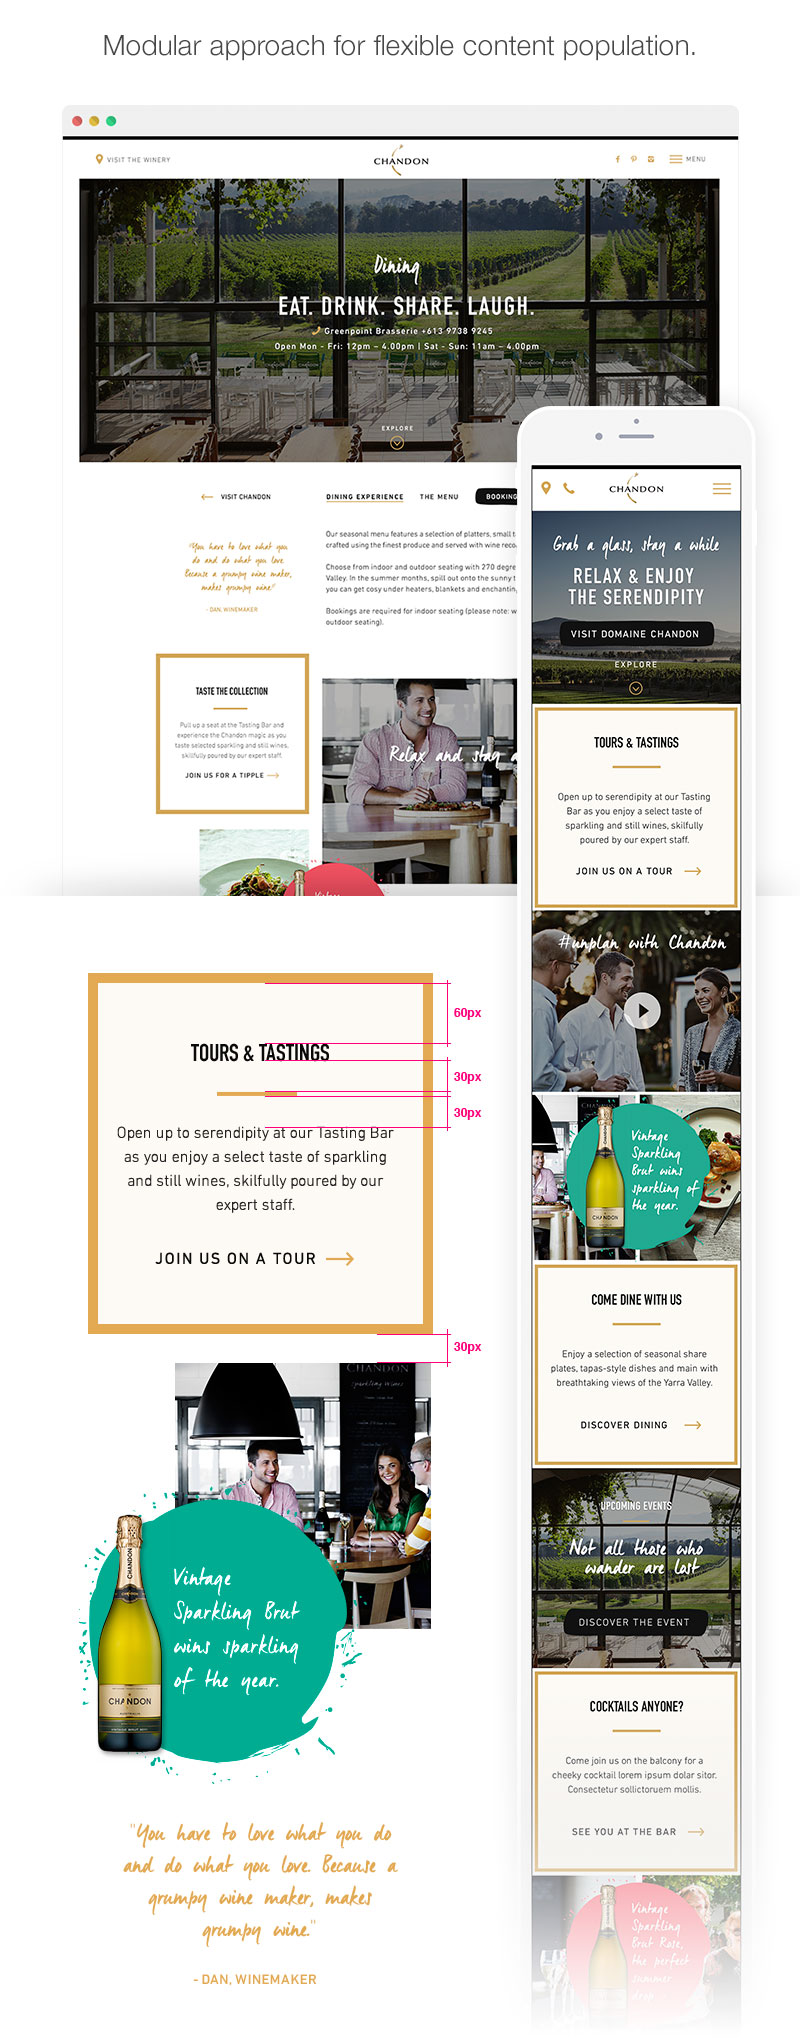 Modular approach for flexible content population.
VISIT THE WINERY
CHANDON
MENU
Dining
EAT. DRINK. SHARE. LAUGH.
Greenpoint Brasserie +613 9738 9245
Open Mon - Fri: 12pm – 4.00pm | Sat - Sun: 11am – 4.00pm
EXPLORE
VISIT CHANDON
DINING EXPERIENCE
THE MENU
BOOKING
"You have to love what you
do and do what you love.
Because a grumpy wine maker,
makes grumpy wine."
- DAN, WINEMAKER
Our seasonal menu features a selection of platters, small t
crafted using the finest produce and served with wine reco
Choose from indoor and outdoor seating with 270 degre
Valley. In the summer months, spill out onto the sunny t
you can get cosy under heaters, blankets and enchantin
Bookings are required for indoor seating (please note: w
outdoor seating).
TASTE THE COLLECTION
Pull up a seat at the Tasting Bar and
experience the Chandon magic as you
taste selected sparkling and still wines,
skilfully poured by our expert staff.
JOIN US FOR A TIPPLE
Relax and stay a
Vintage
CHANDON
Grab a glass, stay a while
RELAX & ENJOY
THE SERENDIPITY
VISIT DOMAINE CHANDON
EXPLORE
TOURS & TASTINGS
Open up to serendipity at our Tasting
Bar as you enjoy a select taste of
sparkling and still wines, skilfully
poured by our expert staff.
JOIN US ON A TOUR
#unplan with Chandon
Vintage
Sparkling
Brut wins
sparkling of
the year.
CHANDON
COME DINE WITH US
Enjoy a selection of seasonal share
plates, tapas-style dishes and main with
breathtaking views of the Yarra Valley.
DISCOVER DINING
UPCOMING EVENTS
Not all those who
wander are lost
DISCOVER THE EVENT
COCKTAILS ANYONE?
Come join us on the balcony for a
cheeky cocktail lorem ipsum dolar sitor.
Consectetur sollictoruem mollis.
SEE YOU AT THE BAR
Vintage
Sparkling
Brut Rose,
the perfect
summer
drop
60px
TOURS & TASTINGS
30px
30px
Open up to serendipity at our Tasting Bar
as you enjoy a select taste of sparkling
and still wines, skilfully poured by our
expert staff.
JOIN US ON A TOUR
30px
CHANDON
Sparkling Wines
Vintage
Sparkling Brut
wins sparkling
of the year.
CHANDON
CHANDON
"You have to love what you do
and do what you love. Because a
grumpy wine maker, makes
grumpy wine."
- DAN, WINEMAKER